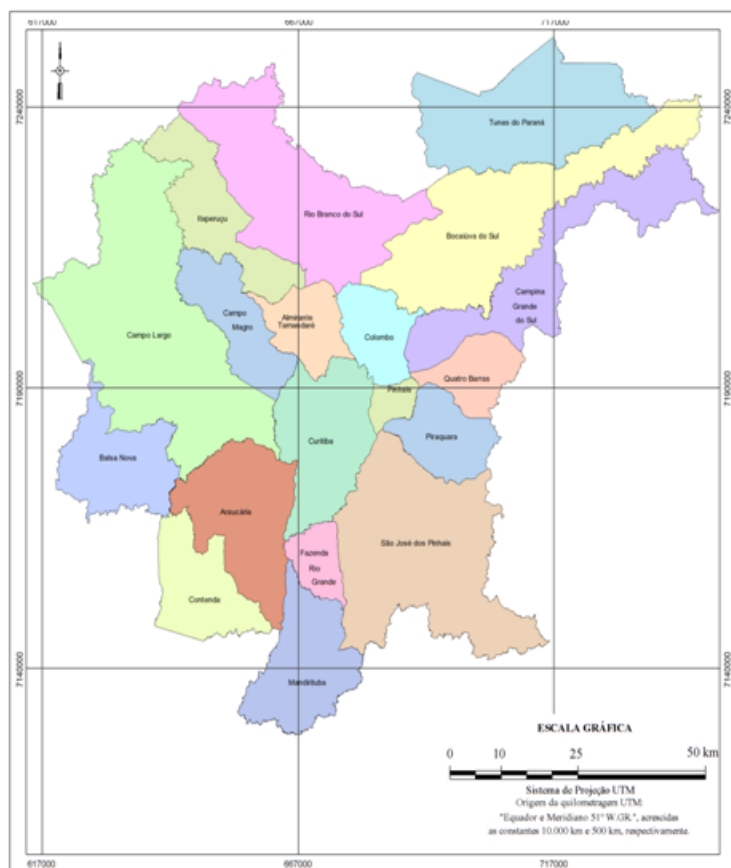 617000 667000 717000
7240000 7240000
Tunas do Paraná
Rio Branco do Sul
Itaperuçu
Bocaiúva do Sul
Campina
Grande
do Sul
Campo
Magro
Almirante
Tamandaré
Colombo
Campo Largo
Quatro Barras
7190000 7190000
Pinhais
Piraquara
Curitiba
Balsa Nova
Araucária
São José dos Pinhais
Fazenda
Rio
Grande
Contenda
7140000 7140000
Mandirituba
ESCALA GRÁFICA
0 10 25 50 km
Sistema de Projeção UTM
Origem da quilometragem UTM:
"Equador e Meridiano 51° W.GR.", acrescidas
as constantes 10.000 km e 500 km, respectivamente.
617000 667000 717000